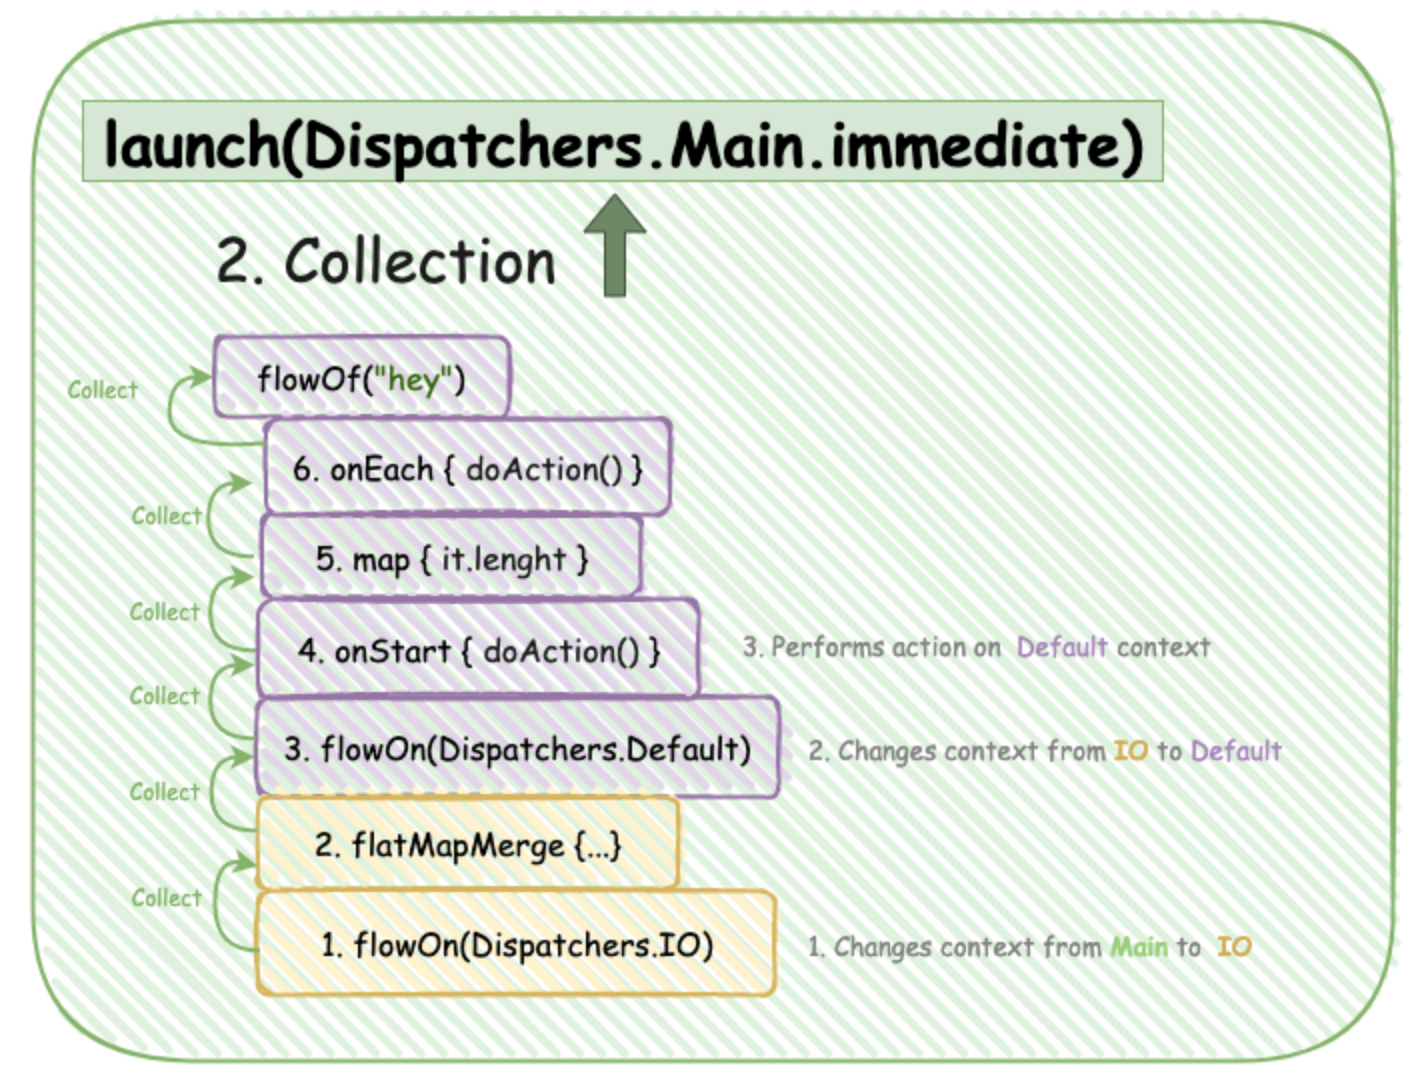 launch(Dispatchers.Main.immediate)
2. Collection
flowOf("hey")
Collect
6. onEach { doAction() }
Collect
5. map { it.lenght }
Collect
4. onStart { doAction() }
3. Performs action on Default context
Collect
3. flowOn(Dispatchers.Default)
2. Changes context from IO to Default
Collect
2. flatMapMerge {...}
Collect
1. flowOn(Dispatchers.IO)
1. Changes context from Main to IO